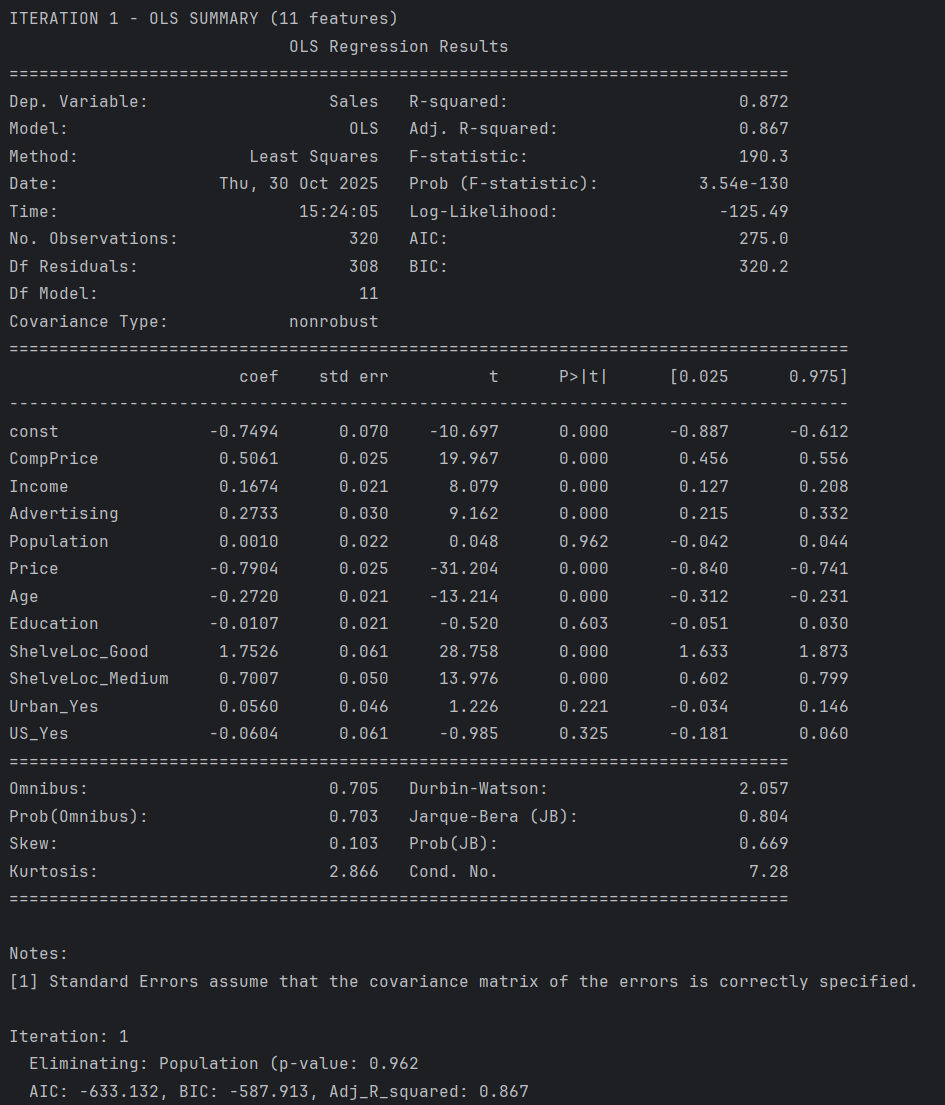 ITERATION 1 - OLS SUMMARY (11 features)
                            OLS Regression Results
==============================================================================
Dep. Variable:                  Sales   R-squared:                       0.872
Model:                            OLS   Adj. R-squared:                  0.867
Method:                 Least Squares   F-statistic:                     190.3
Date:                Thu, 30 Oct 2025   Prob (F-statistic):          3.54e-130
Time:                        15:24:05   Log-Likelihood:                -125.49
No. Observations:                 320   AIC:                             275.0
Df Residuals:                     308   BIC:                             320.2
Df Model:                          11
Covariance Type:            nonrobust
====================================================================================
                       coef    std err          t      P>|t|      [0.025      0.975]
------------------------------------------------------------------------------------
const               -0.7494      0.070    -10.697      0.000      -0.887      -0.612
CompPrice            0.5061      0.025     19.967      0.000       0.456       0.556
Income               0.1674      0.021      8.079      0.000       0.127       0.208
Advertising          0.2733      0.030      9.162      0.000       0.215       0.332
Population           0.0010      0.022      0.048      0.962      -0.042       0.044
Price               -0.7904      0.025    -31.204      0.000      -0.840      -0.741
Age                 -0.2720      0.021    -13.214      0.000      -0.312      -0.231
Education           -0.0107      0.021     -0.520      0.603      -0.051       0.030
ShelveLoc_Good       1.7526      0.061     28.758      0.000       1.633       1.873
ShelveLoc_Medium     0.7007      0.050     13.976      0.000       0.602       0.799
Urban_Yes            0.0560      0.046      1.226      0.221      -0.034       0.146
US_Yes              -0.0604      0.061     -0.985      0.325      -0.181       0.060
==============================================================================
Omnibus:                        0.705   Durbin-Watson:                   2.057
Prob(Omnibus):                  0.703   Jarque-Bera (JB):                0.804
Skew:                           0.103   Prob(JB):                        0.669
Kurtosis:                       2.866   Cond. No.                         7.28
==============================================================================

Notes:
[1] Standard Errors assume that the covariance matrix of the errors is correctly specified.

Iteration: 1
  Eliminating: Population (p-value: 0.962
  AIC: -633.132, BIC: -587.913, Adj_R_squared: 0.867